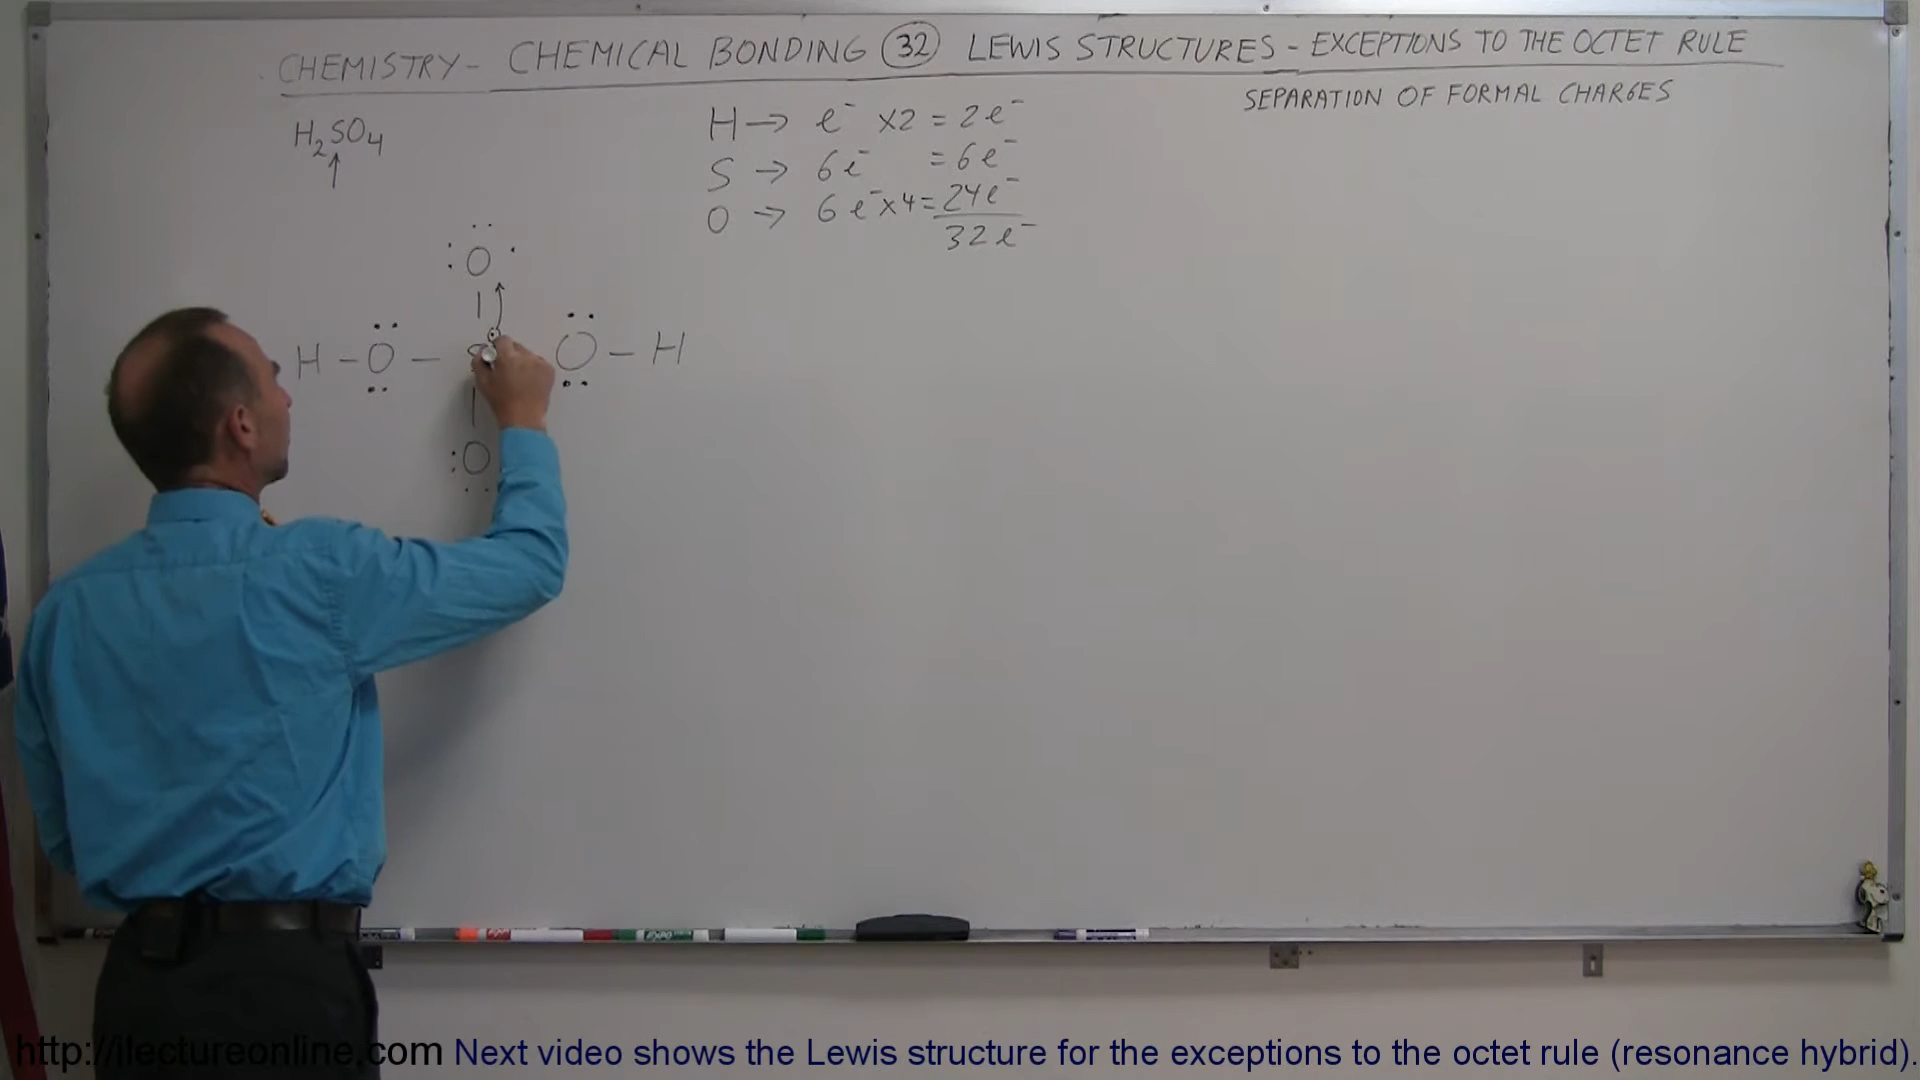 CHEMISTRY - CHEMICAL BONDING 32 LEWIS STRUCTURES - EXCEPTIONS TO THE OCTET RULE
SEPARATION OF FORMAL CHARGES
H₂SO₄
↑
H → e⁻ ×2 = 2e⁻
S → 6e⁻ = 6e⁻
O → 6e⁻×4 = 24e⁻
32e⁻
O
H - O - O - H
O
http://ilectureonline.com Next video shows the Lewis structure for the exceptions to the octet rule (resonance hybrid).